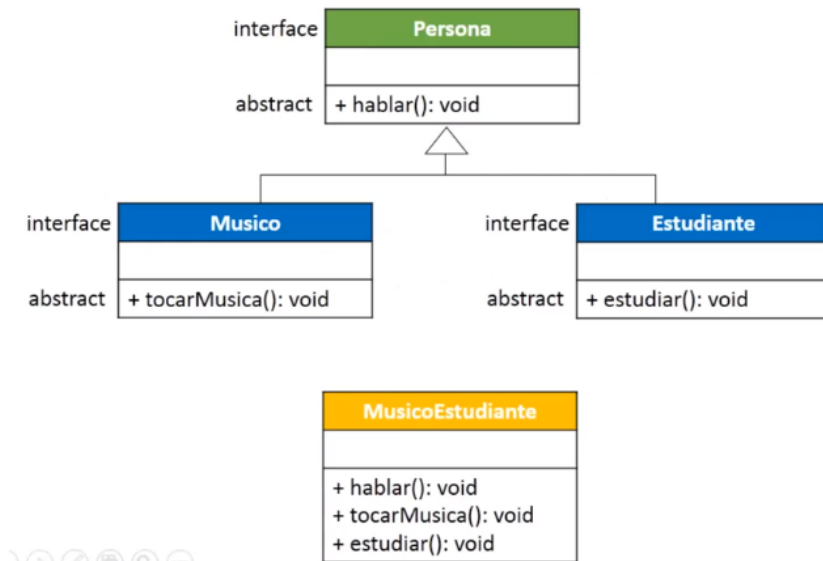 interface
Persona
abstract
+ hablar(): void
interface
Musico
interface
Estudiante
abstract
+ tocarMusica(): void
abstract
+ estudiar(): void
MusicoEstudiante
+ hablar(): void
+ tocarMusica(): void
+ estudiar(): void